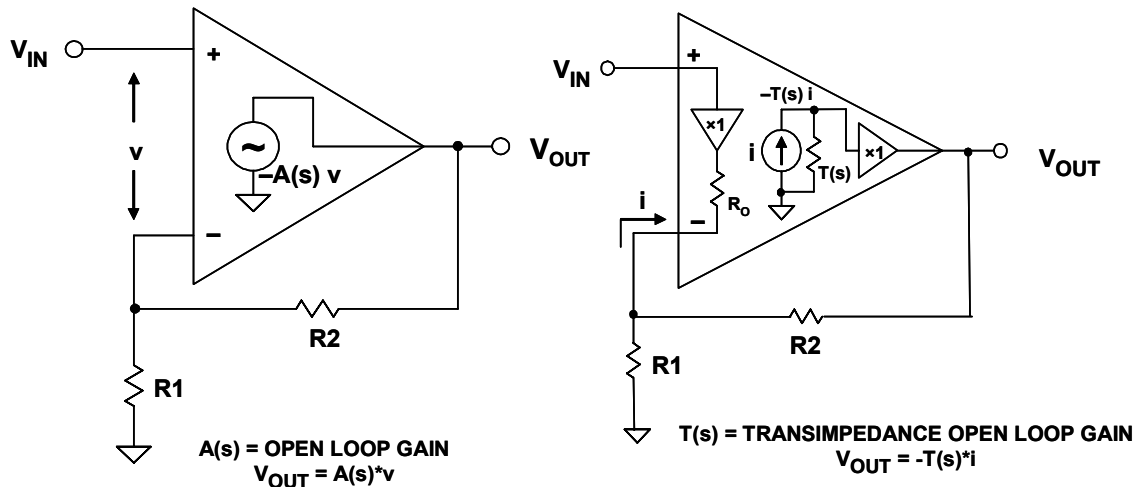 V_IN
+
v
−
−A(s) v
V_OUT
R2
R1
A(s) = OPEN LOOP GAIN
V_OUT = A(s)*v
V_IN
+
×1
R_O
−
i
−T(s) i
i
T(s)
×1
V_OUT
R2
R1
T(s) = TRANSIMPEDANCE OPEN LOOP GAIN
V_OUT = -T(s)*i